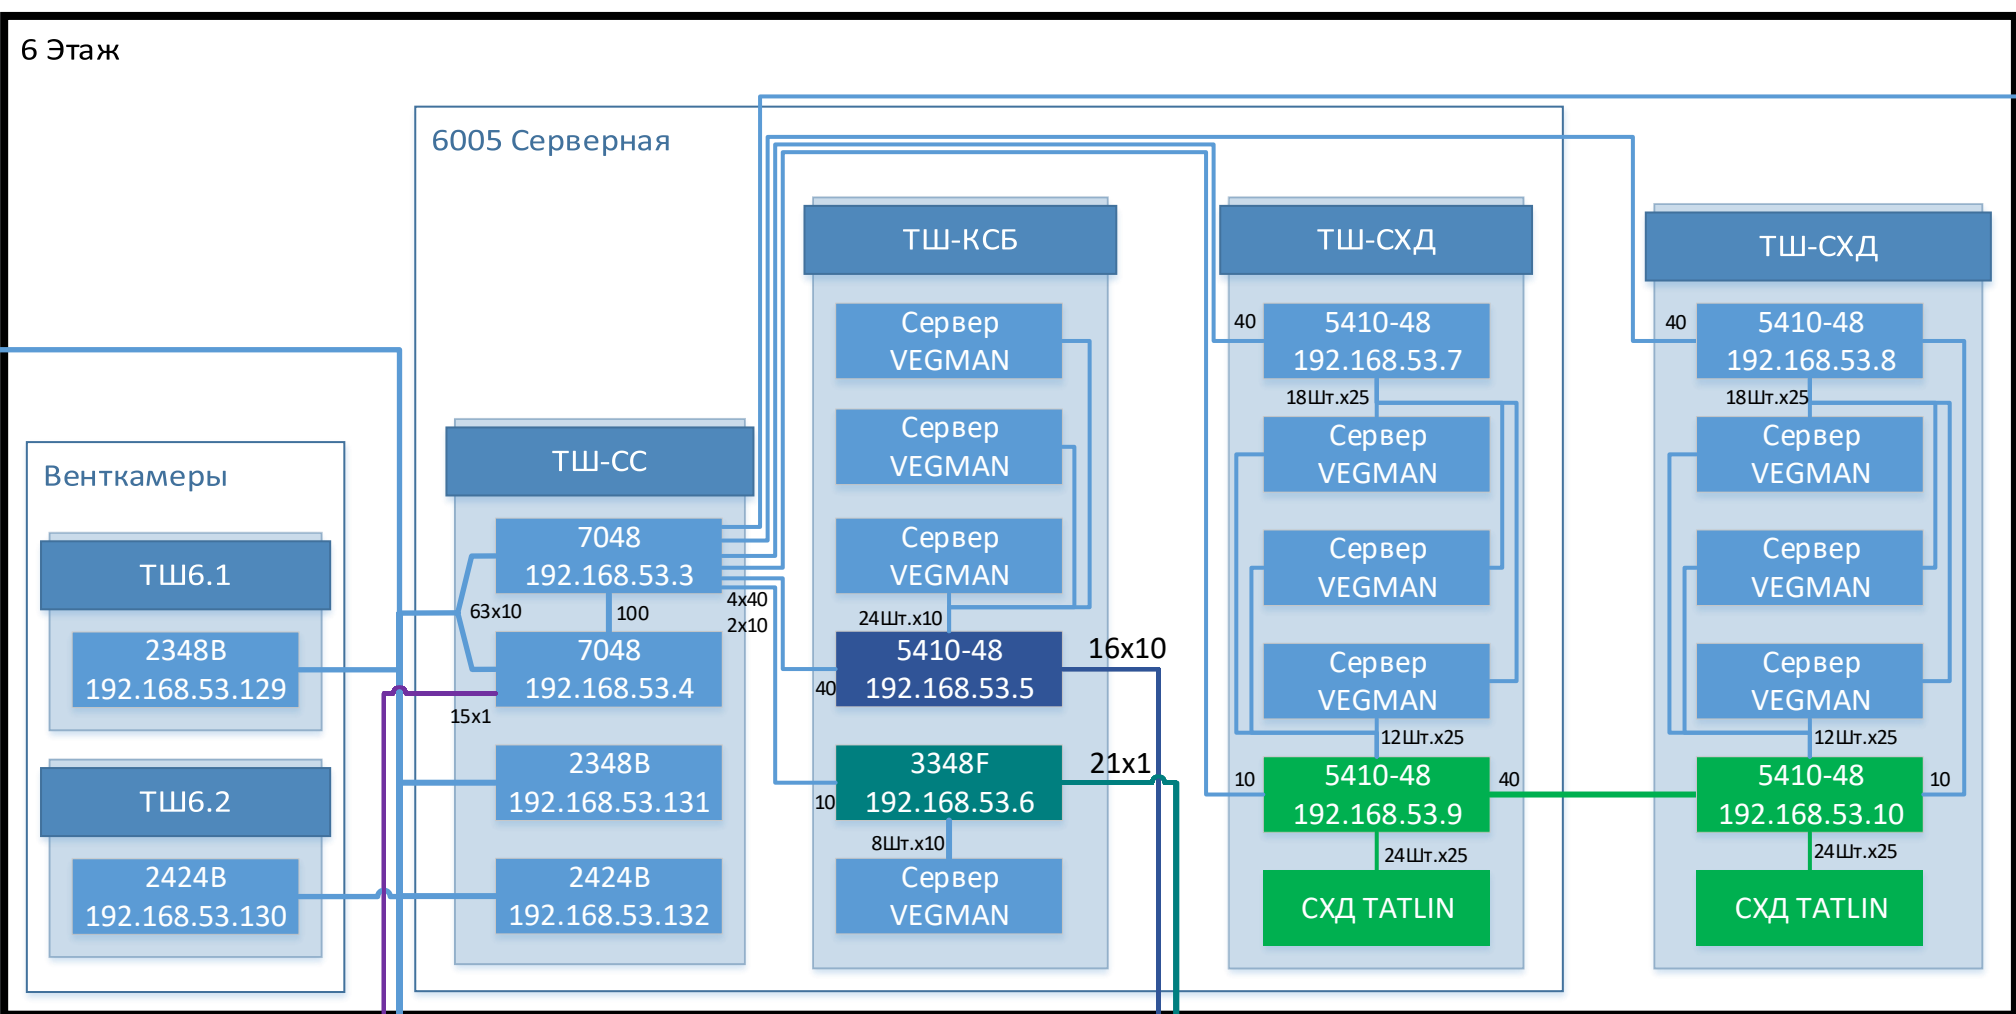 6 Этаж
Венткамеры
ТШ6.1
2348B
192.168.53.129
ТШ6.2
2424B
192.168.53.130
6005 Серверная
ТШ-СС
7048
192.168.53.3
63x10
100
4x40
2x10
7048
192.168.53.4
15x1
2348B
192.168.53.131
2424B
192.168.53.132
ТШ-КСБ
Сервер
VEGMAN
Сервер
VEGMAN
Сервер
VEGMAN
24Шт.x10
5410-48
192.168.53.5
40
16x10
3348F
192.168.53.6
10
21x1
8Шт.x10
Сервер
VEGMAN
ТШ-СХД
40
5410-48
192.168.53.7
18Шт.x25
Сервер
VEGMAN
Сервер
VEGMAN
Сервер
VEGMAN
12Шт.x25
10
5410-48
192.168.53.9
40
24Шт.x25
СХД TATLIN
ТШ-СХД
40
5410-48
192.168.53.8
18Шт.x25
Сервер
VEGMAN
Сервер
VEGMAN
Сервер
VEGMAN
12Шт.x25
5410-48
192.168.53.10
10
24Шт.x25
СХД TATLIN